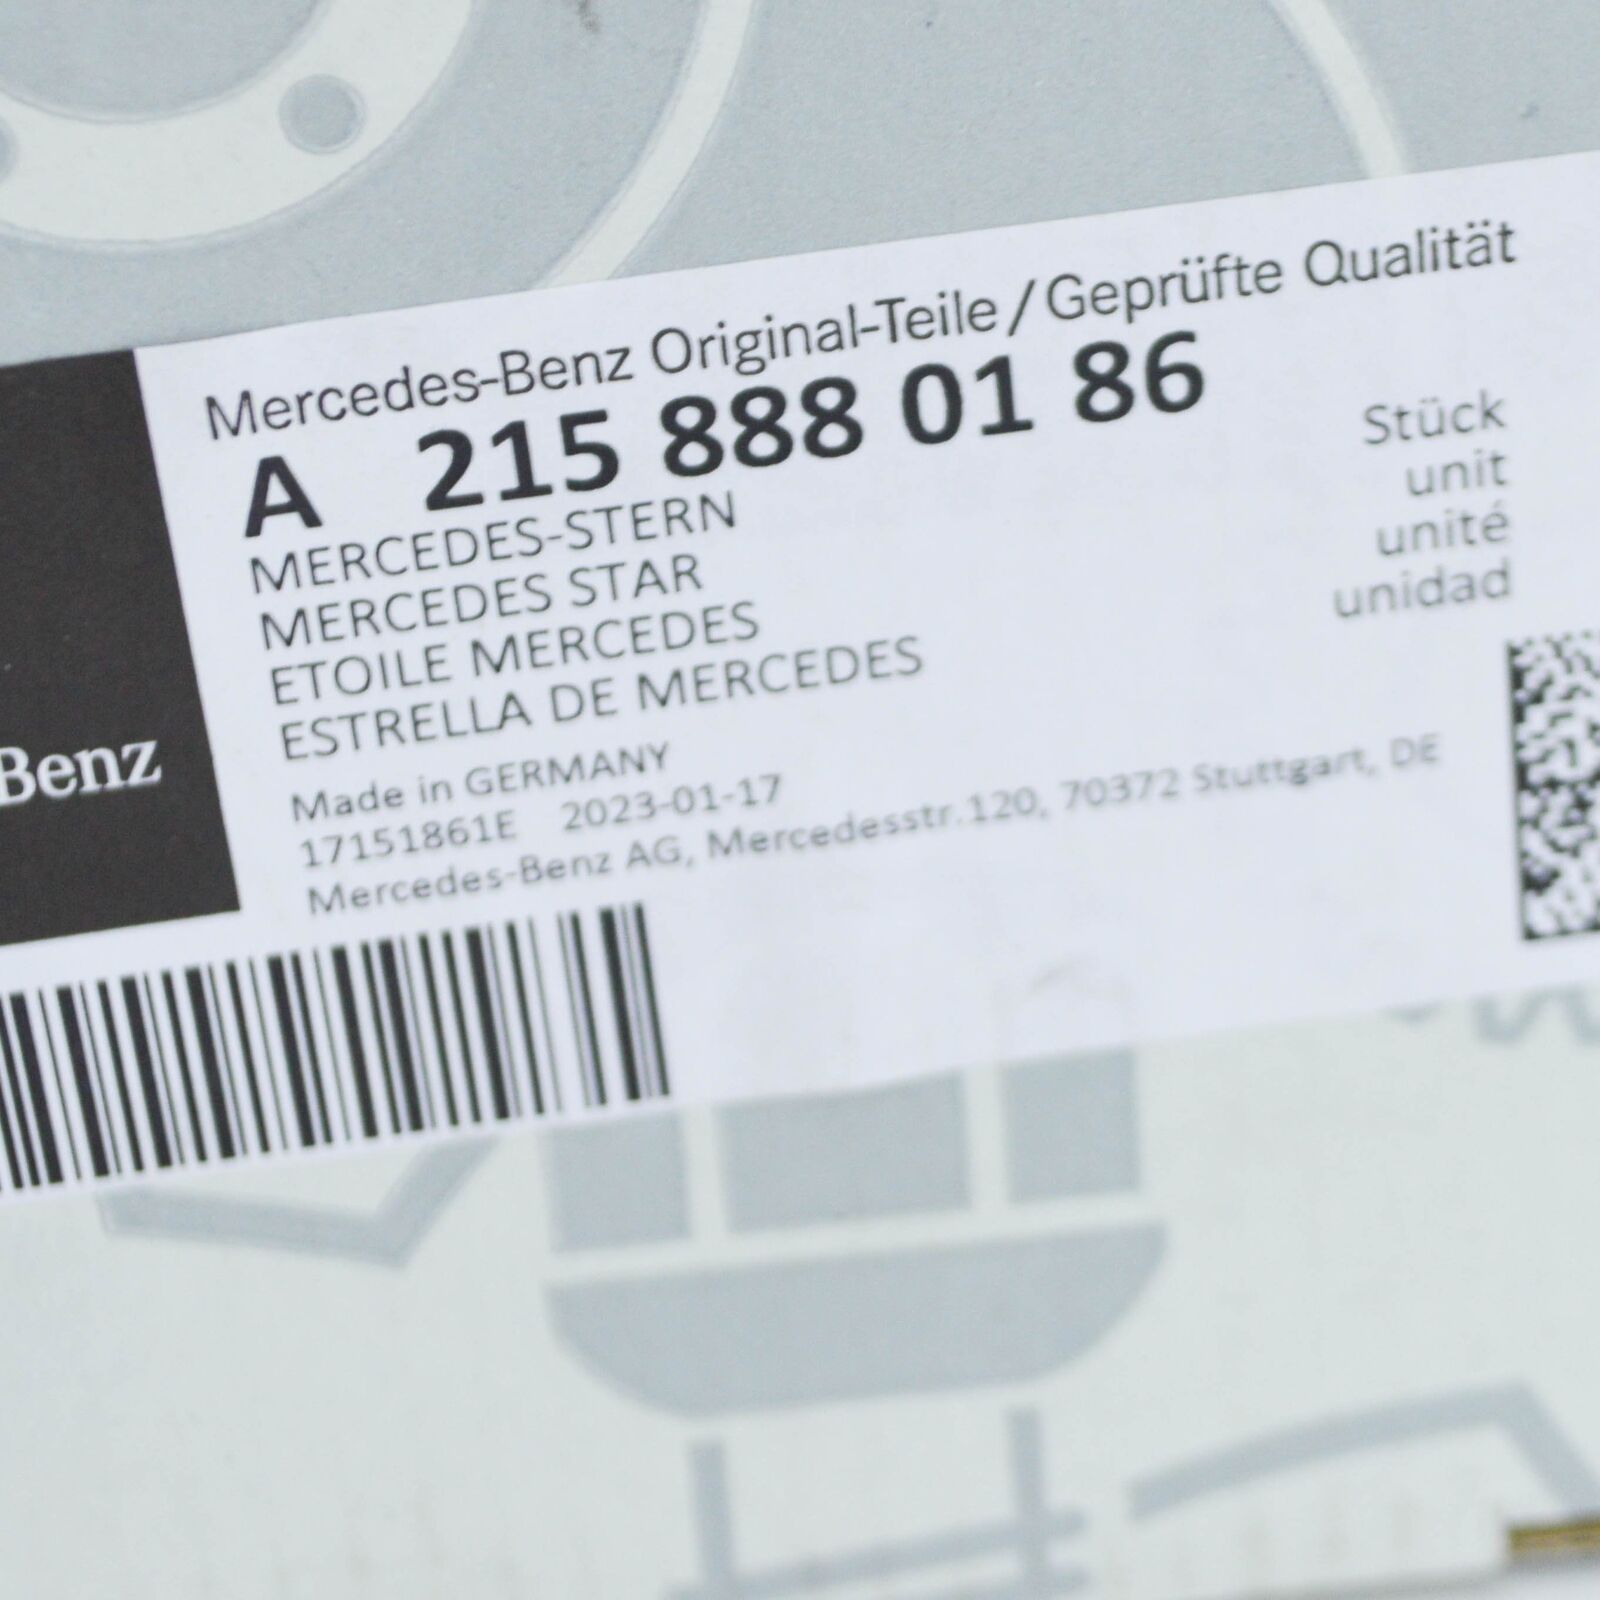 Mercedes-Benz Original-Teile / Geprüfte Qualität
A 215 888 01 86
Stück
MERCEDES-STERN
unit
MERCEDES STAR
unité
ETOILE MERCEDES
unidad
ESTRELLA DE MERCEDES
Benz
Made in GERMANY
17151861E 2023-01-17
Mercedes-Benz AG, Mercedesstr.120, 70372 Stuttgart, DE